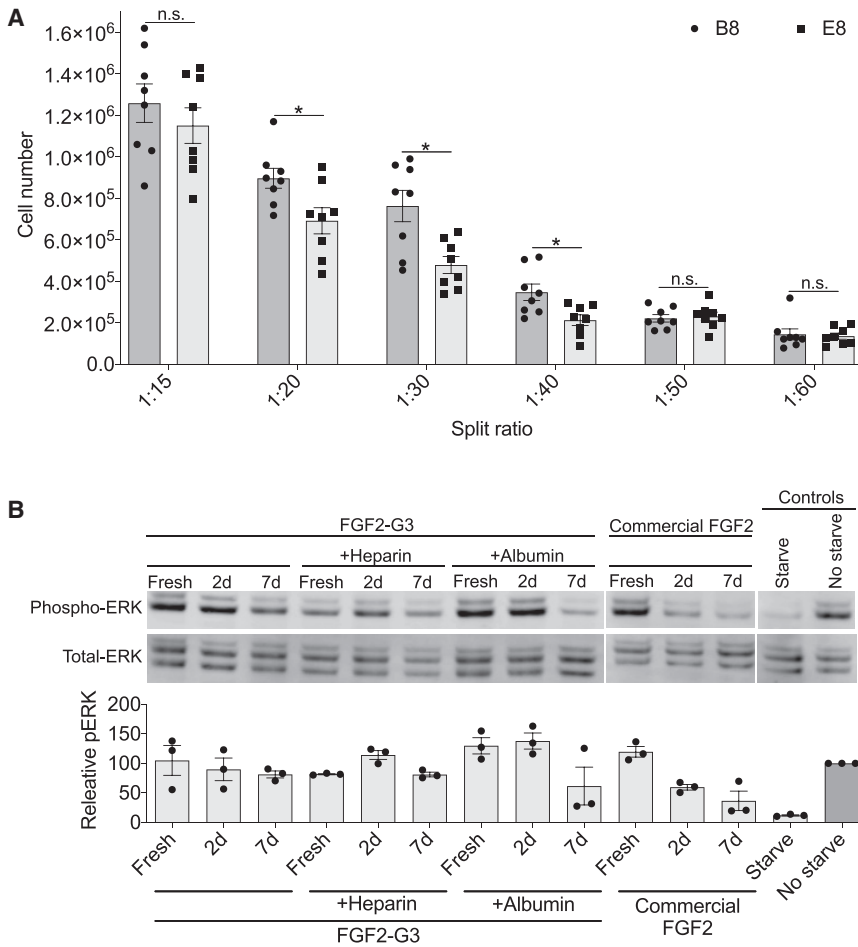 A
n.s.
B8 E8
1.6×10⁶
1.4×10⁶
1.2×10⁶
1.0×10⁶
8.0×10⁵
6.0×10⁵
4.0×10⁵
2.0×10⁵
0.0
Cell number
*
*
*
n.s.
n.s.
1:15 1:20 1:30 1:40 1:50 1:60
Split ratio
B
Controls
FGF2-G3 Commercial FGF2
+Heparin +Albumin
Starve No starve
Fresh 2d 7d Fresh 2d 7d Fresh 2d 7d Fresh 2d 7d
Phospho-ERK
Total-ERK
Releative pERK
200
150
100
50
0
Fresh 2d 7d Fresh 2d 7d Fresh 2d 7d Fresh 2d 7d Starve No starve
+Heparin +Albumin Commercial
FGF2
FGF2-G3